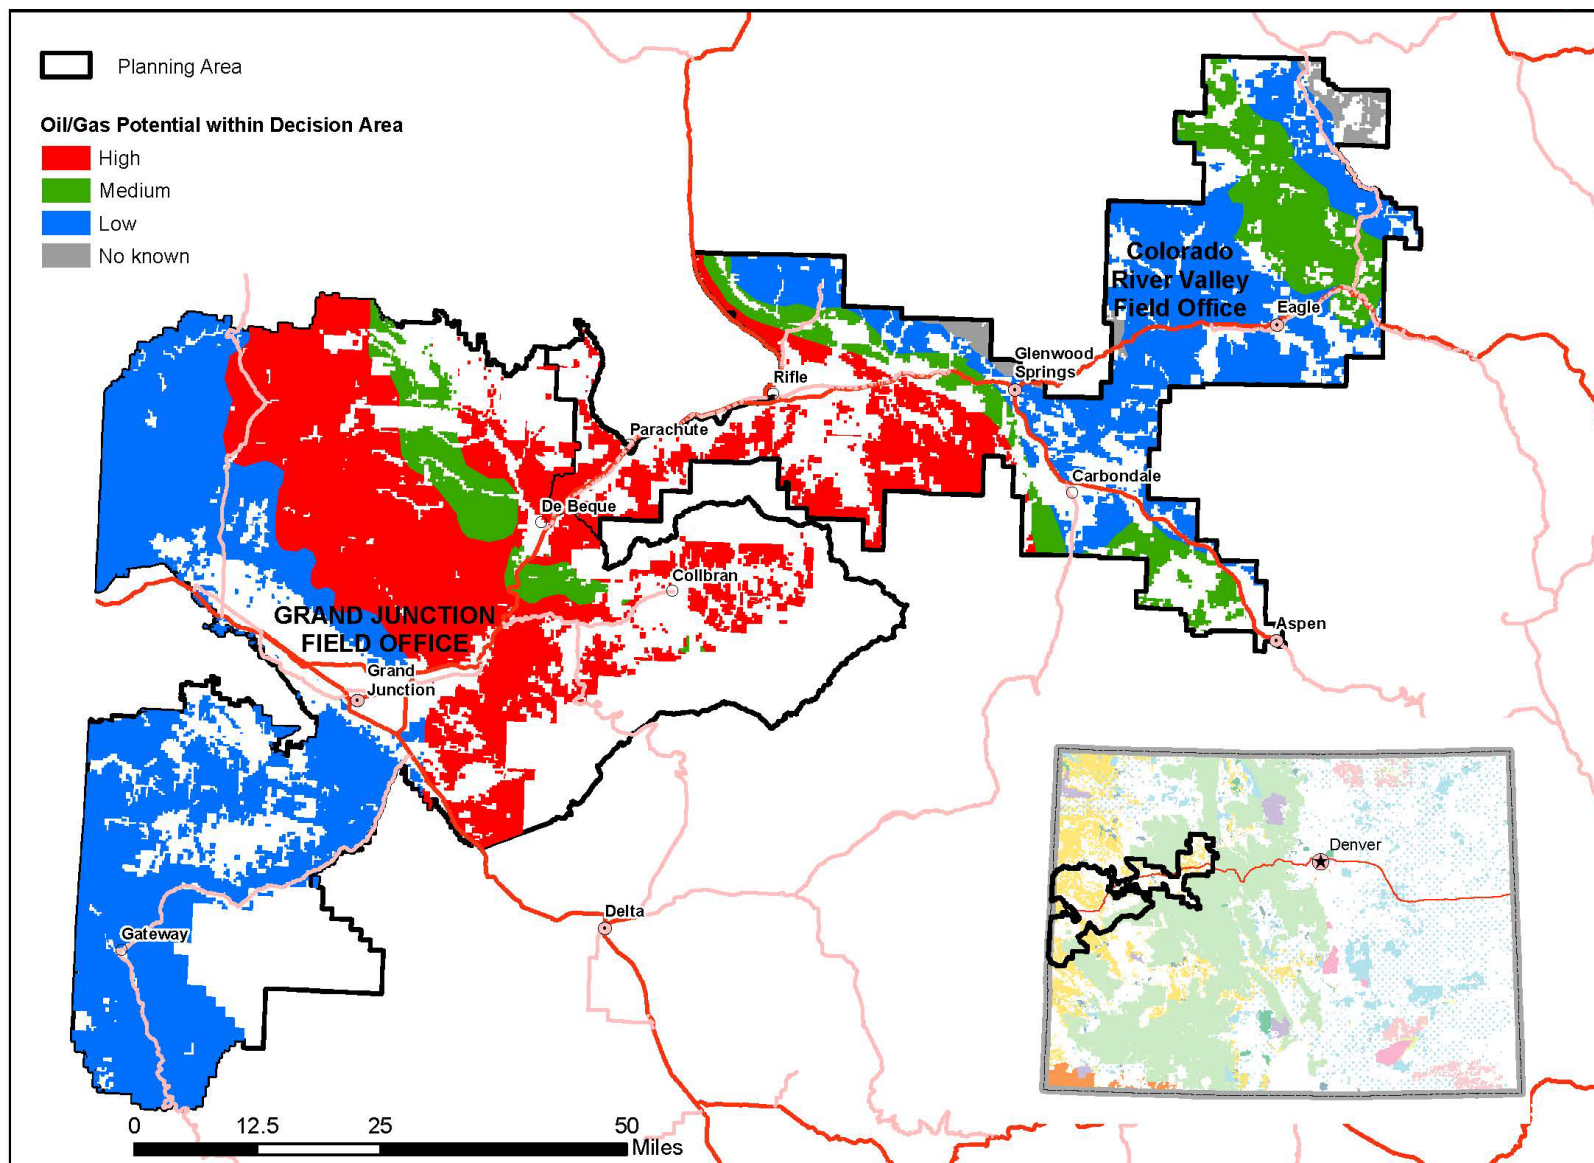 Planning Area
Oil/Gas Potential within Decision Area
High
Medium
Low
No known
Colorado
River Valley
Field Office
Eagle
Glenwood
Springs
Rifle
Parachute
Carbondale
De Beque
Collbran
GRAND JUNCTION
FIELD OFFICE
Aspen
Grand
Junction
Denver
Delta
Gateway
0 12.5 25 50
Miles